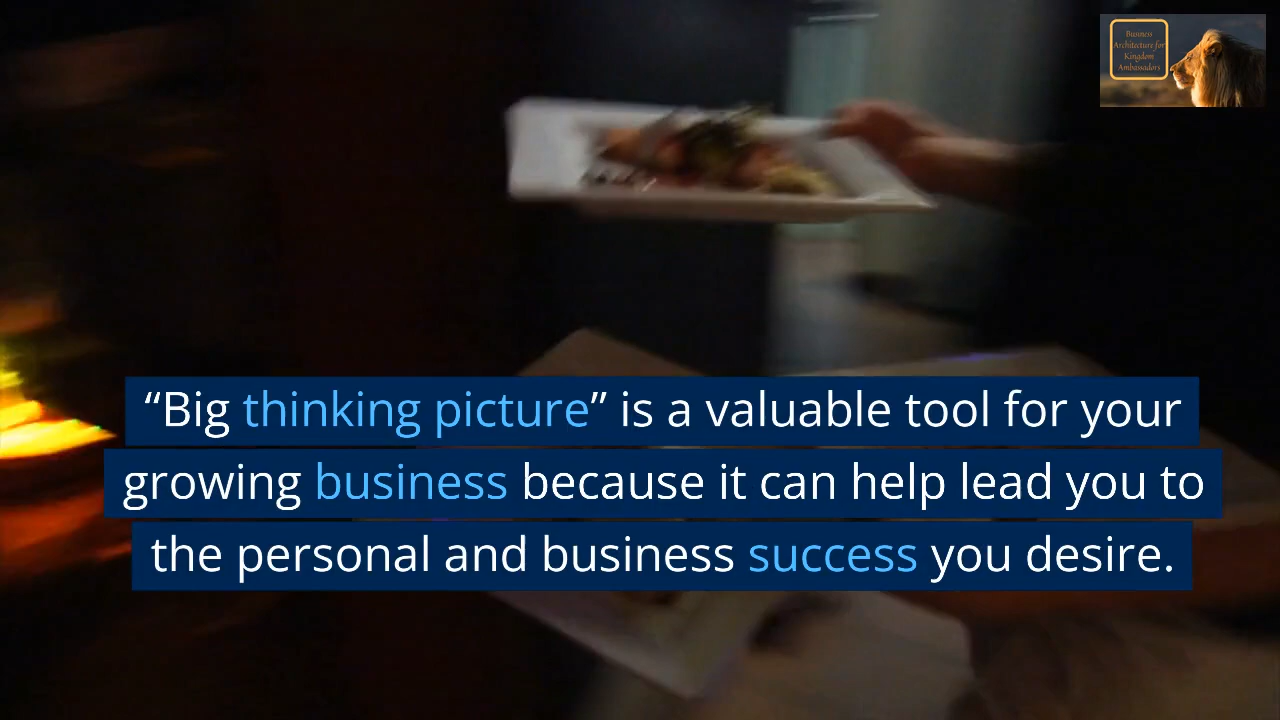 Business
Architecture for
Kingdom
Ambassadors
“Big thinking picture” is a valuable tool for your
growing business because it can help lead you to
the personal and business success you desire.